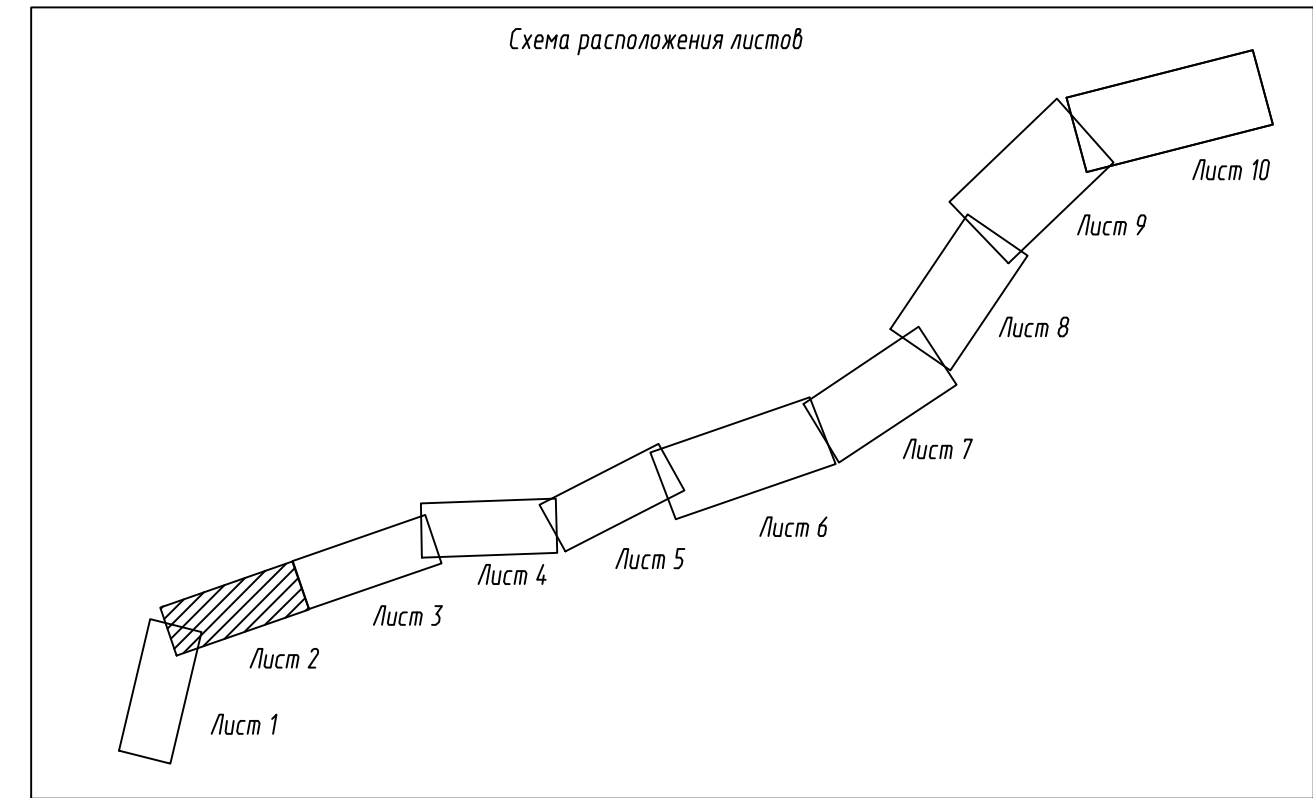 Схема расположения листов
Лист 10
Лист 9
Лист 8
Лист 7
Лист 6
Лист 5
Лист 4
Лист 3
Лист 2
Лист 1